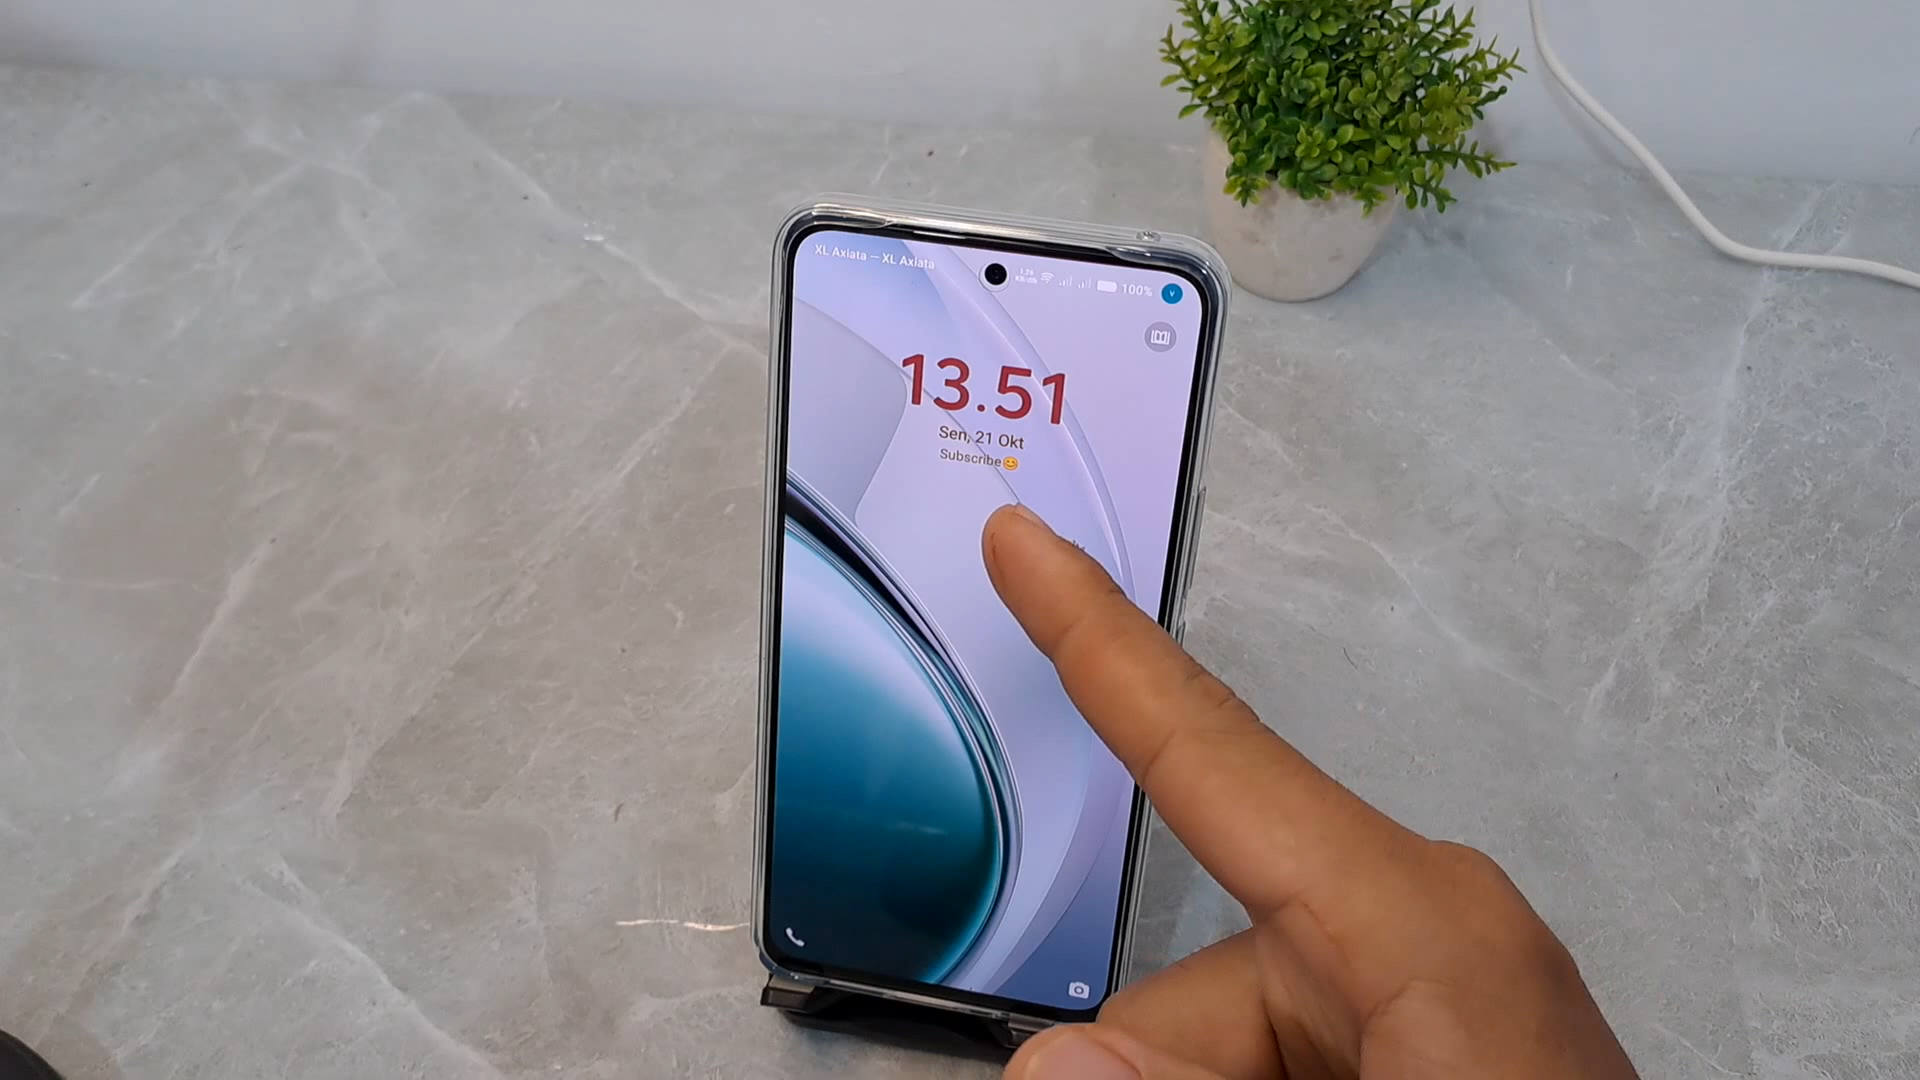 XL Axiata — XL Axiata
100%
13.51
Sen, 21 Okt
Subscribe😊